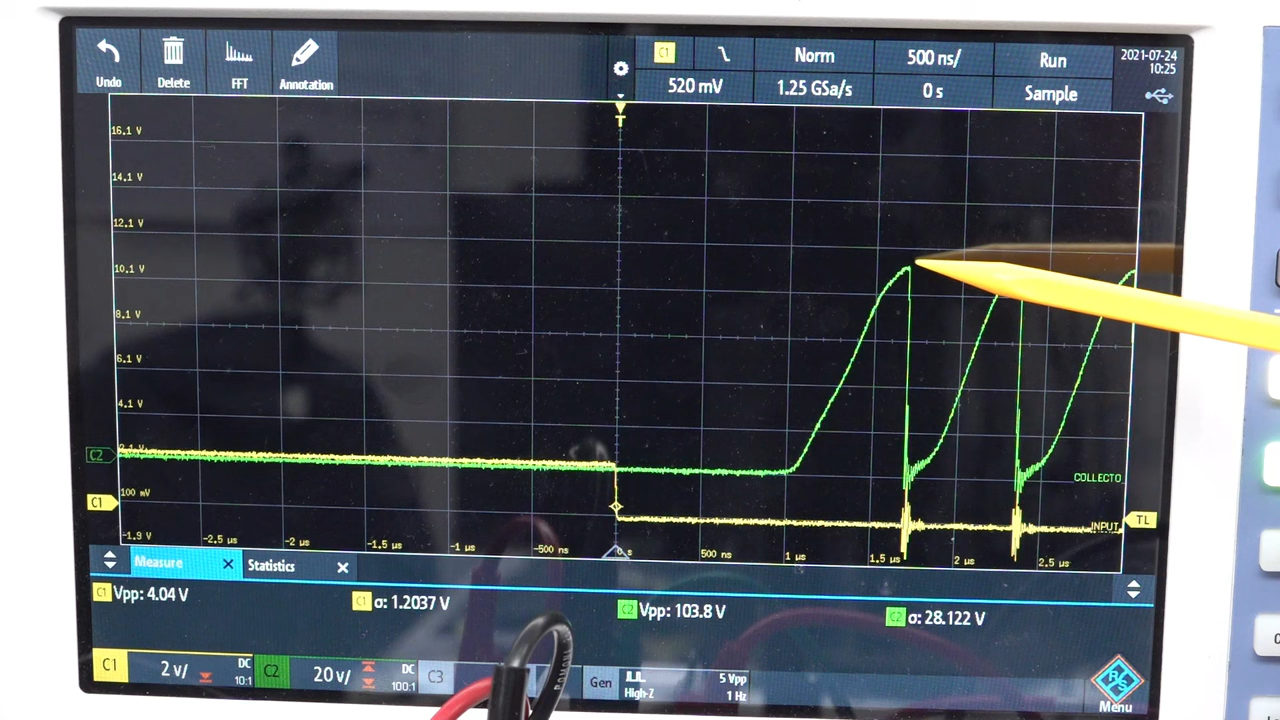 Undo Delete FFT Annotation
C1 Norm 500 ns/ Run 2021-07-24
10:25
520 mV 1.25 GSa/s 0 s Sample
T
16.1 V
14.1 V
12.1 V
10.1 V
8.1 V
6.1 V
4.1 V
2.1 V
C2
COLLECTO
100 mV
C1
INPUT
TL
-1.9 V -2.5 µs -2 µs -1.5 µs -1 µs -500 ns 0 s 500 ns 1 µs 1.5 µs 2 µs 2.5 µs
Measure X Statistics X
C1 Vpp: 4.04 V C1 σ: 1.2037 V C2 Vpp: 103.8 V C2 σ: 28.122 V
C1 2 v/ DC 10:1 C2 20 v/ DC 100:1 C3 Gen High-Z 5 Vpp 1 Hz
R&S
Menu